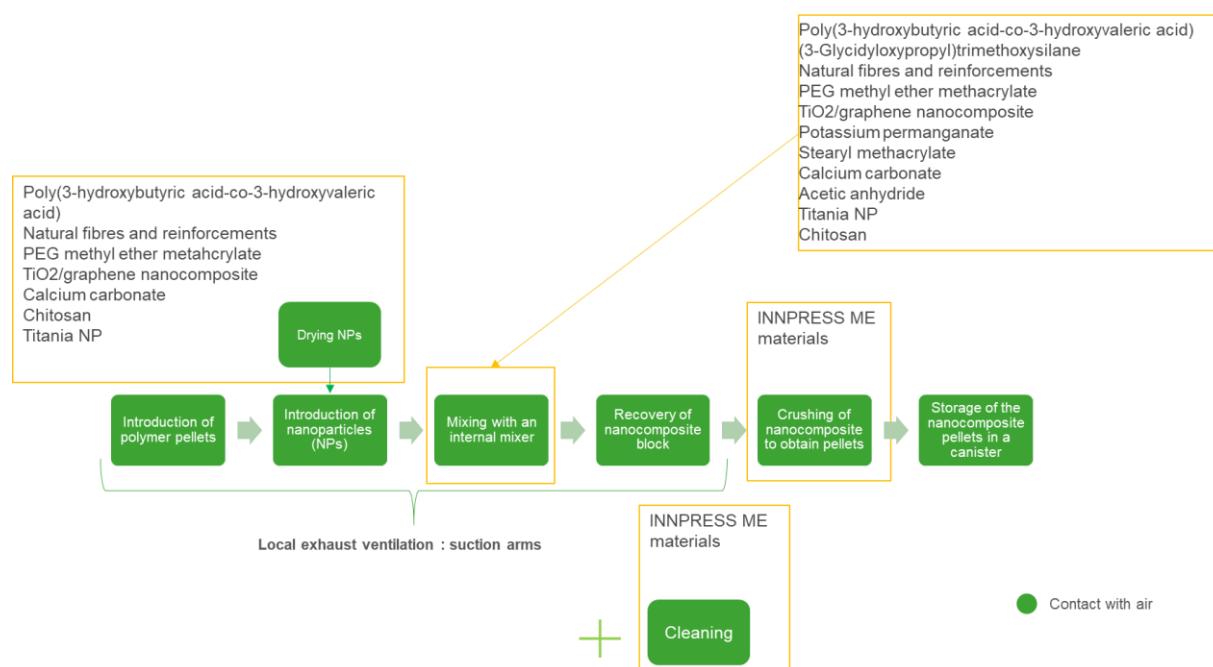 Poly(3-hydroxybutyric acid-co-3-hydroxyvaleric acid)
(3-Glycidyloxypropyl)trimethoxysilane
Natural fibres and reinforcements
PEG methyl ether methacrylate
TiO2/graphene nanocomposite
Potassium permanganate
Stearyl methacrylate
Calcium carbonate
Acetic anhydride
Titania NP
Chitosan
Poly(3-hydroxybutyric acid-co-3-hydroxyvaleric
acid)
Natural fibres and reinforcements
PEG methyl ether metahcrylate
TiO2/graphene nanocomposite
Calcium carbonate
Chitosan
Titania NP
Drying NPs
INNPRESS ME
materials
Introduction of
polymer pellets
Introduction of
nanoparticles
(NPs)
Mixing with an
internal mixer
Recovery of
nanocomposite
block
Crushing of
nanocomposite
to obtain pellets
Storage of the
nanocomposite
pellets in a
canister
Local exhaust ventilation : suction arms
INNPRESS ME
materials
Cleaning
Contact with air